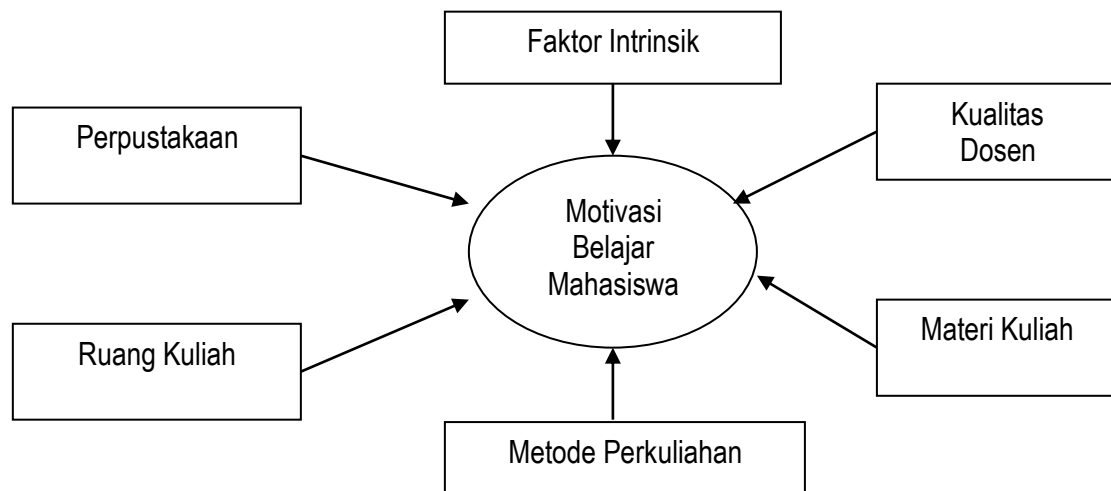 Faktor Intrinsik
Perpustakaan
Kualitas
Dosen
Motivasi
Belajar
Mahasiswa
Ruang Kuliah
Materi Kuliah
Metode Perkuliahan